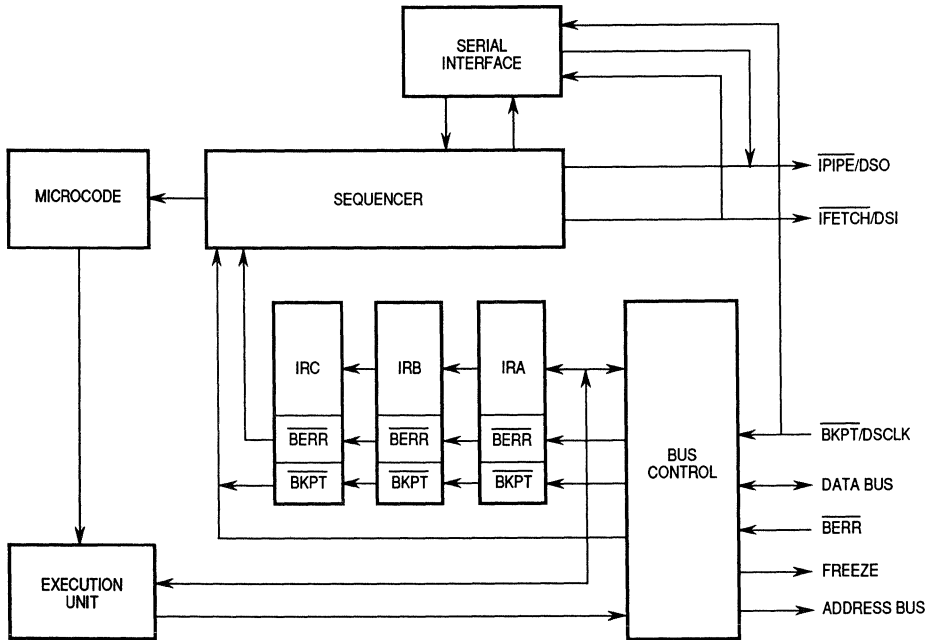 SERIAL
INTERFACE
MICROCODE
SEQUENCER
IPIPE/DSO
IFETCH/DSI
IRC
IRB
IRA
BERR
BERR
BERR
BKPT
BKPT
BKPT
BUS
CONTROL
BKPT/DSCLK
DATA BUS
BERR
FREEZE
ADDRESS BUS
EXECUTION
UNIT